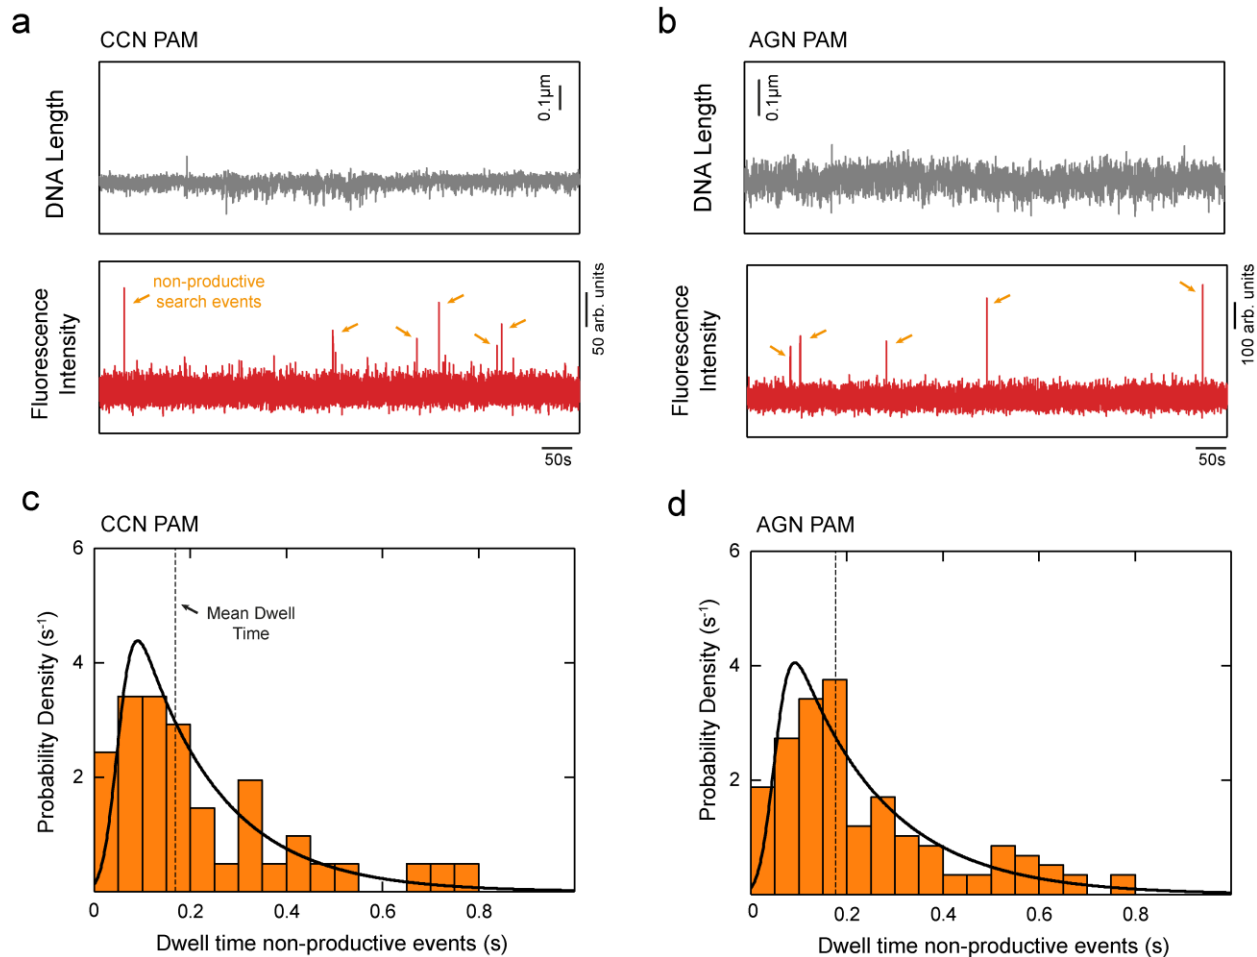 a
CCN PAM
DNA Length
0.1µm
Fluorescence
Intensity
non-productive
search events
50 arb. units
50s
b
AGN PAM
DNA Length
0.1µm
Fluorescence
Intensity
100 arb. units
50s
c
CCN PAM
Probability Density (s⁻¹)
6
4
2
Mean Dwell
Time
0
0.2
0.4
0.6
0.8
Dwell time non-productive events (s)
d
AGN PAM
Probability Density (s⁻¹)
6
4
2
0
0.2
0.4
0.6
0.8
Dwell time non-productive events (s)